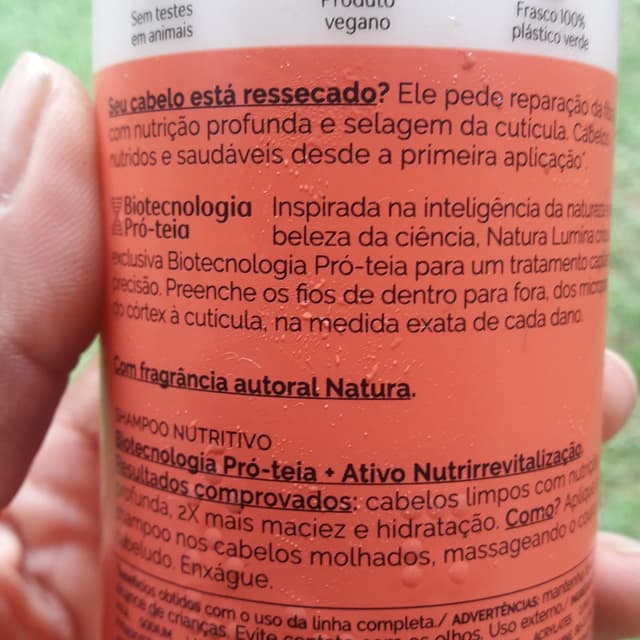 Sem testes
em animais
Produto
vegano
Frasco 100%
plástico verde
Seu cabelo está ressecado? Ele pede reparação da
com nutrição profunda e selagem da cutícula. Cabelos
nutridos e saudáveis desde a primeira aplicação
Biotecnologia
Pró-teia
Inspirada na inteligência da natureza
beleza da ciência, Natura Lumina
exclusiva Biotecnologia Pró-teia para um tratamento
precisão. Preenche os fios de dentro para fora, dos
do córtex à cutícula, na medida exata de cada dano.
Com fragrância autoral Natura.
SHAMPOO NUTRITIVO
Biotecnologia Pró-teia + Ativo Nutrirrevitalização
Resultados comprovados: cabelos limpos com
profunda, 2X mais maciez e hidratação. Como?
shampoo nos cabelos molhados, massageando o
cabeludo. Enxágue.
obtidos com o uso da linha completa./ ADVERTÊNCIAS:
de crianças. Evite os olhos. Uso externo./